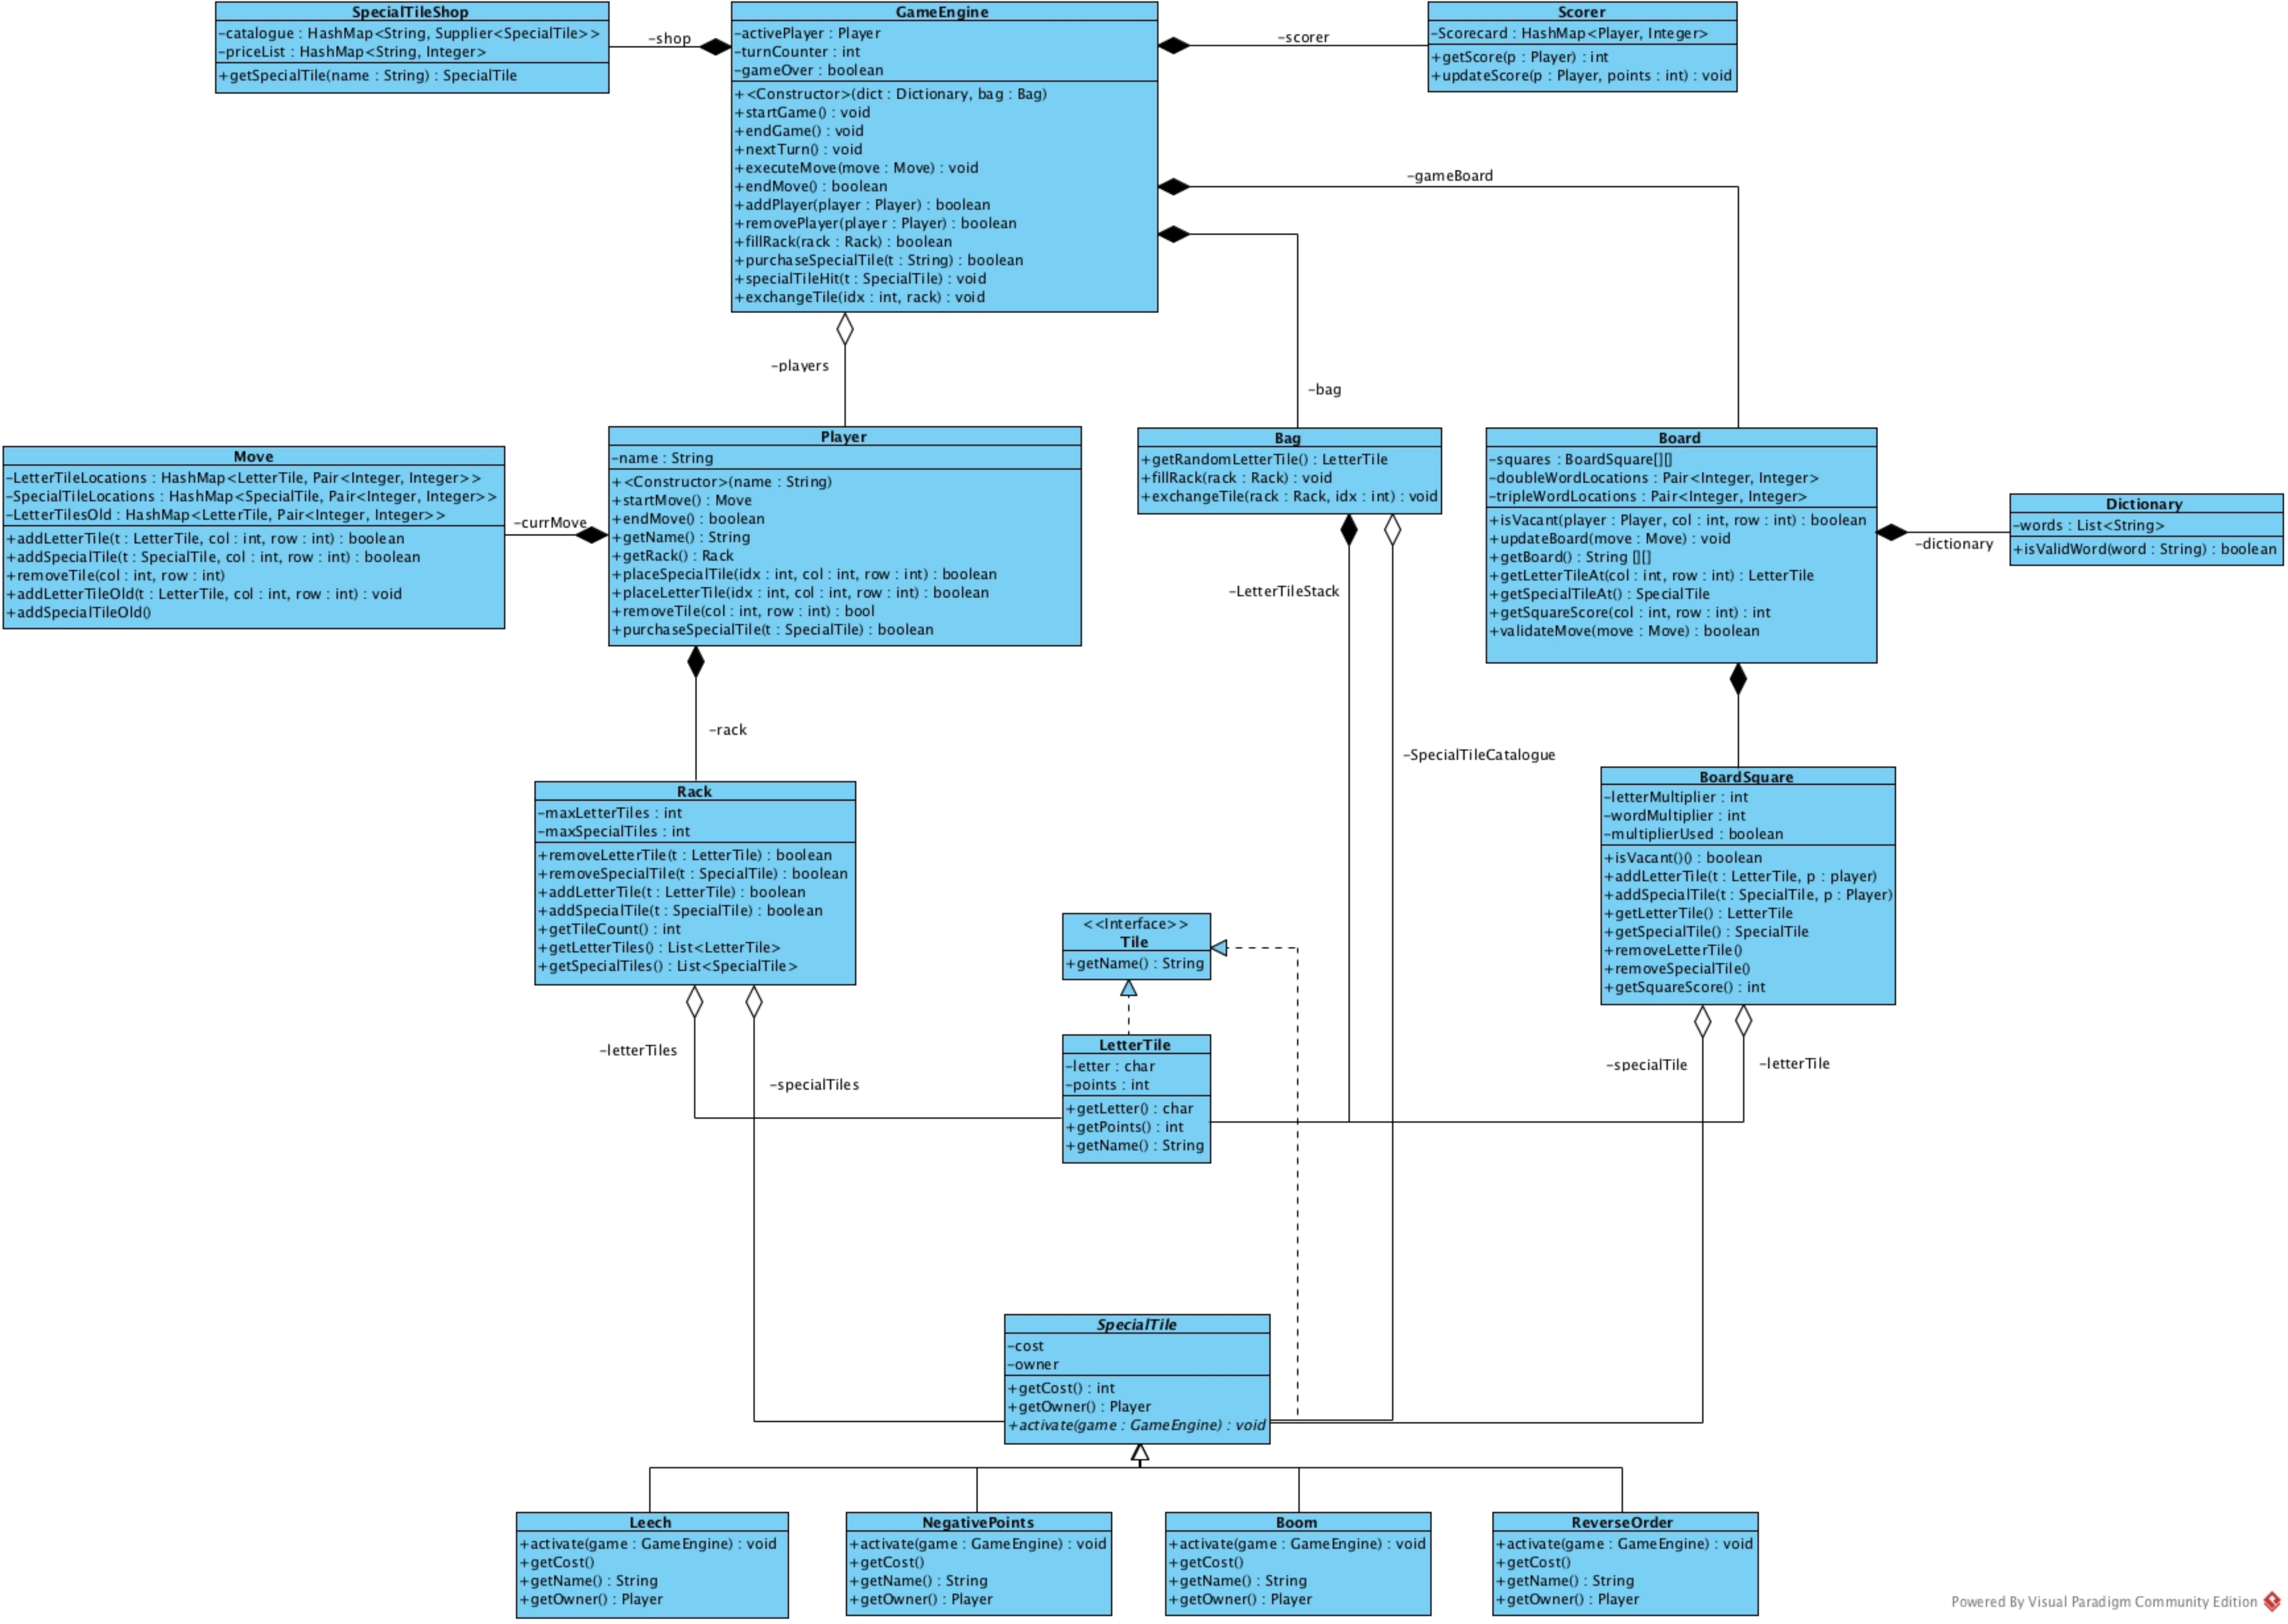 SpecialTileShop
-catalogue : HashMap<String, Supplier<SpecialTile>>
-priceList : HashMap<String, Integer>
+getSpecialTile(name : String) : SpecialTile
-shop
GameEngine
-activePlayer : Player
-turnCounter : int
-gameOver : boolean
+<Constructor>(dict : Dictionary, bag : Bag)
+startGame() : void
+endGame() : void
+nextTurn() : void
+executeMove(move : Move) : void
+endMove() : boolean
+addPlayer(player : Player) : boolean
+removePlayer(player : Player) : boolean
+fillRack(rack : Rack) : boolean
+purchaseSpecialTile(t : String) : boolean
+specialTileHit(t : SpecialTile) : void
+exchangeTile(idx : int, rack) : void
-scorer
Scorer
-Scorecard : HashMap<Player, Integer>
+getScore(p : Player) : int
+updateScore(p : Player, points : int) : void
-gameBoard
-players
-bag
Move
-LetterTileLocations : HashMap<LetterTile, Pair<Integer, Integer>>
-SpecialTileLocations : HashMap<SpecialTile, Pair<Integer, Integer>>
-LetterTilesOld : HashMap<LetterTile, Pair<Integer, Integer>>
+addLetterTile(t : LetterTile, col : int, row : int) : boolean
+addSpecialTile(t : SpecialTile, col : int, row : int) : boolean
+removeTile(col : int, row : int)
+addLetterTileOld(t : LetterTile, col : int, row : int) : void
+addSpecialTileOld()
-currMove
Player
-name : String
+<Constructor>(name : String)
+startMove() : Move
+endMove() : boolean
+getName() : String
+getRack() : Rack
+placeSpecialTile(idx : int, col : int, row : int) : boolean
+placeLetterTile(idx : int, col : int, row : int) : boolean
+removeTile(col : int, row : int) : bool
+purchaseSpecialTile(t : SpecialTile) : boolean
Bag
+getRandomLetterTile() : LetterTile
+fillRack(rack : Rack) : void
+exchangeTile(rack : Rack, idx : int) : void
Board
-squares : BoardSquare[][]
-doubleWordLocations : Pair<Integer, Integer>
-tripleWordLocations : Pair<Integer, Integer>
+isVacant(player : Player, col : int, row : int) : boolean
+updateBoard(move : Move) : void
+getBoard() : String [][]
+getLetterTileAt(col : int, row : int) : LetterTile
+getSpecialTileAt() : SpecialTile
+getSquareScore(col : int, row : int) : int
+validateMove(move : Move) : boolean
-dictionary
Dictionary
-words : List<String>
+isValidWord(word : String) : boolean
-LetterTileStack
-rack
-SpecialTileCatalogue
Rack
-maxLetterTiles : int
-maxSpecialTiles : int
+removeLetterTile(t : LetterTile) : boolean
+removeSpecialTile(t : SpecialTile) : boolean
+addLetterTile(t : LetterTile) : boolean
+addSpecialTile(t : SpecialTile) : boolean
+getTileCount() : int
+getLetterTiles() : List<LetterTile>
+getSpecialTiles() : List<SpecialTile>
BoardSquare
-letterMultiplier : int
-wordMultiplier : int
-multiplierUsed : boolean
+isVacant()() : boolean
+addLetterTile(t : LetterTile, p : player)
+addSpecialTile(t : SpecialTile, p : Player)
+getLetterTile() : LetterTile
+getSpecialTile() : SpecialTile
+removeLetterTile()
+removeSpecialTile()
+getSquareScore() : int
<<Interface>>
Tile
+getName() : String
-letterTiles
-specialTiles
LetterTile
-letter : char
-points : int
+getLetter() : char
+getPoints() : int
+getName() : String
-specialTile
-letterTile
SpecialTile
-cost
-owner
+getCost() : int
+getOwner() : Player
+activate(game : GameEngine) : void
Leech
+activate(game : GameEngine) : void
+getCost()
+getName() : String
+getOwner() : Player
NegativePoints
+activate(game : GameEngine) : void
+getCost()
+getName() : String
+getOwner() : Player
Boom
+activate(game : GameEngine) : void
+getCost()
+getName() : String
+getOwner() : Player
ReverseOrder
+activate(game : GameEngine) : void
+getCost()
+getName() : String
+getOwner() : Player
Powered By Visual Paradigm Community Edition